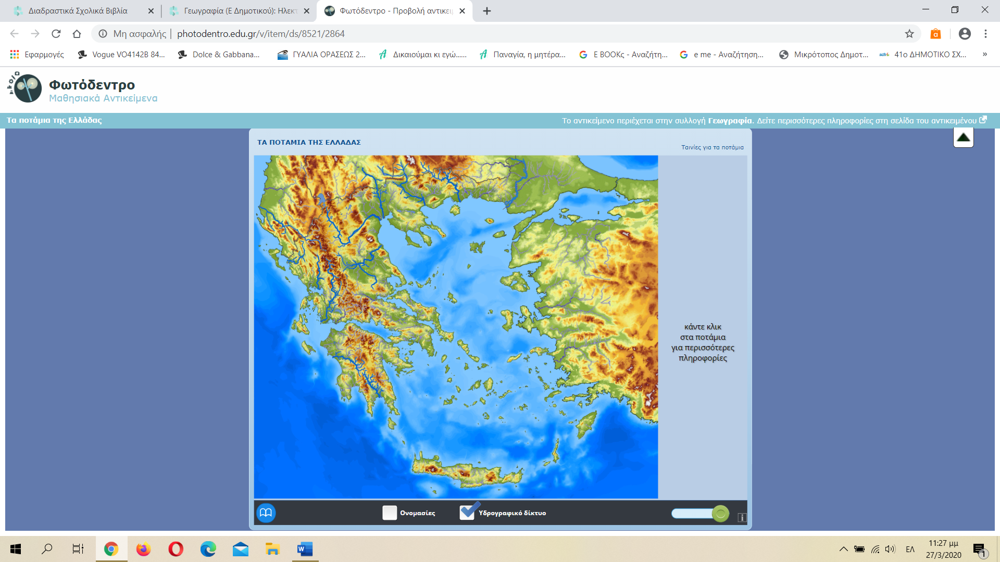 Διαδραστικά Σχολικά Βιβλία
Γεωγραφία (Ε Δημοτικού): Ηλεκτ
Φωτόδεντρο - Προβολή αντικει
Μη ασφαλής | photodentro.edu.gr/v/item/ds/8521/2864
Εφαρμογές
Vogue VO4142B 84...
Dolce & Gabbana...
ΓΥΑΛΙΑ ΟΡΑΣΕΩΣ 2...
Δικαιούμαι κι εγώ......
Παναγία, η μητέρα...
E BOOKς - Αναζήτη...
e me - Αναζήτηση...
Μικρότοπος Δημοτ...
41ο ΔΗΜΟΤΙΚΟ ΣΧ...
»
Φωτόδεντρο
Μαθησιακά Αντικείμενα
Τα ποτάμια της Ελλάδας
Το αντικείμενο περιέχεται στην συλλογή Γεωγραφία. Δείτε περισσότερες πληροφορίες στη σελίδα του αντικειμένου
ΤΑ ΠΟΤΑΜΙΑ ΤΗΣ ΕΛΛΑΔΑΣ
Ταινίες για τα ποτάμια
κάντε κλικ
στα ποτάμια
για περισσότερες
πληροφορίες
Ονομασίες
Υδρογραφικό δίκτυο
i
ΕΛ
11:27 μμ
27/3/2020
1